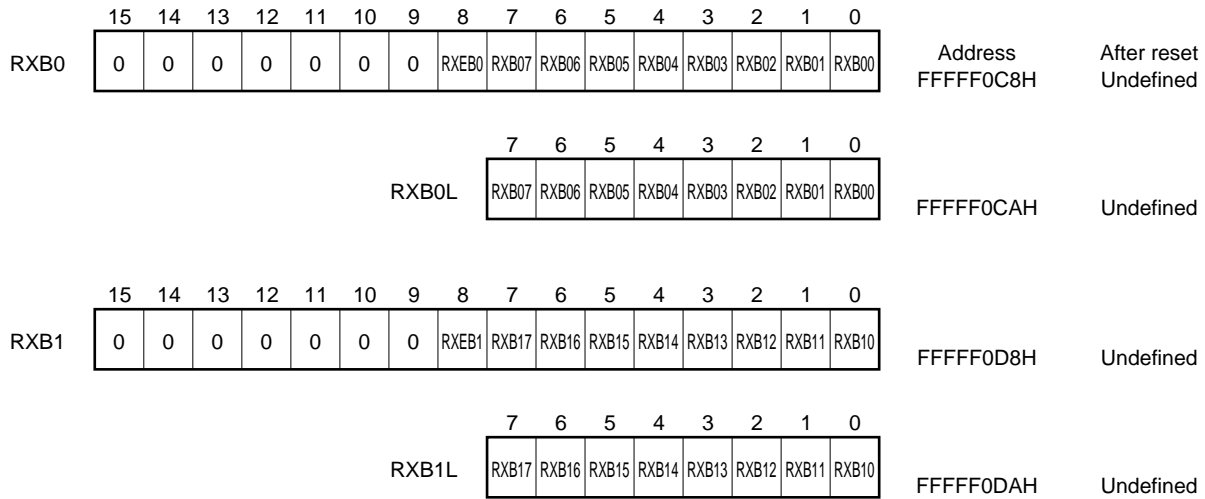 15 14 13 12 11 10 9 8 7 6 5 4 3 2 1 0
Address After reset
RXB0 0 0 0 0 0 0 0 RXEB0 RXB07 RXB06 RXB05 RXB04 RXB03 RXB02 RXB01 RXB00 FFFFF0C8H Undefined
7 6 5 4 3 2 1 0
RXB0L RXB07 RXB06 RXB05 RXB04 RXB03 RXB02 RXB01 RXB00 FFFFF0CAH Undefined
15 14 13 12 11 10 9 8 7 6 5 4 3 2 1 0
RXB1 0 0 0 0 0 0 0 RXEB1 RXB17 RXB16 RXB15 RXB14 RXB13 RXB12 RXB11 RXB10 FFFFF0D8H Undefined
7 6 5 4 3 2 1 0
RXB1L RXB17 RXB16 RXB15 RXB14 RXB13 RXB12 RXB11 RXB10 FFFFF0DAH Undefined